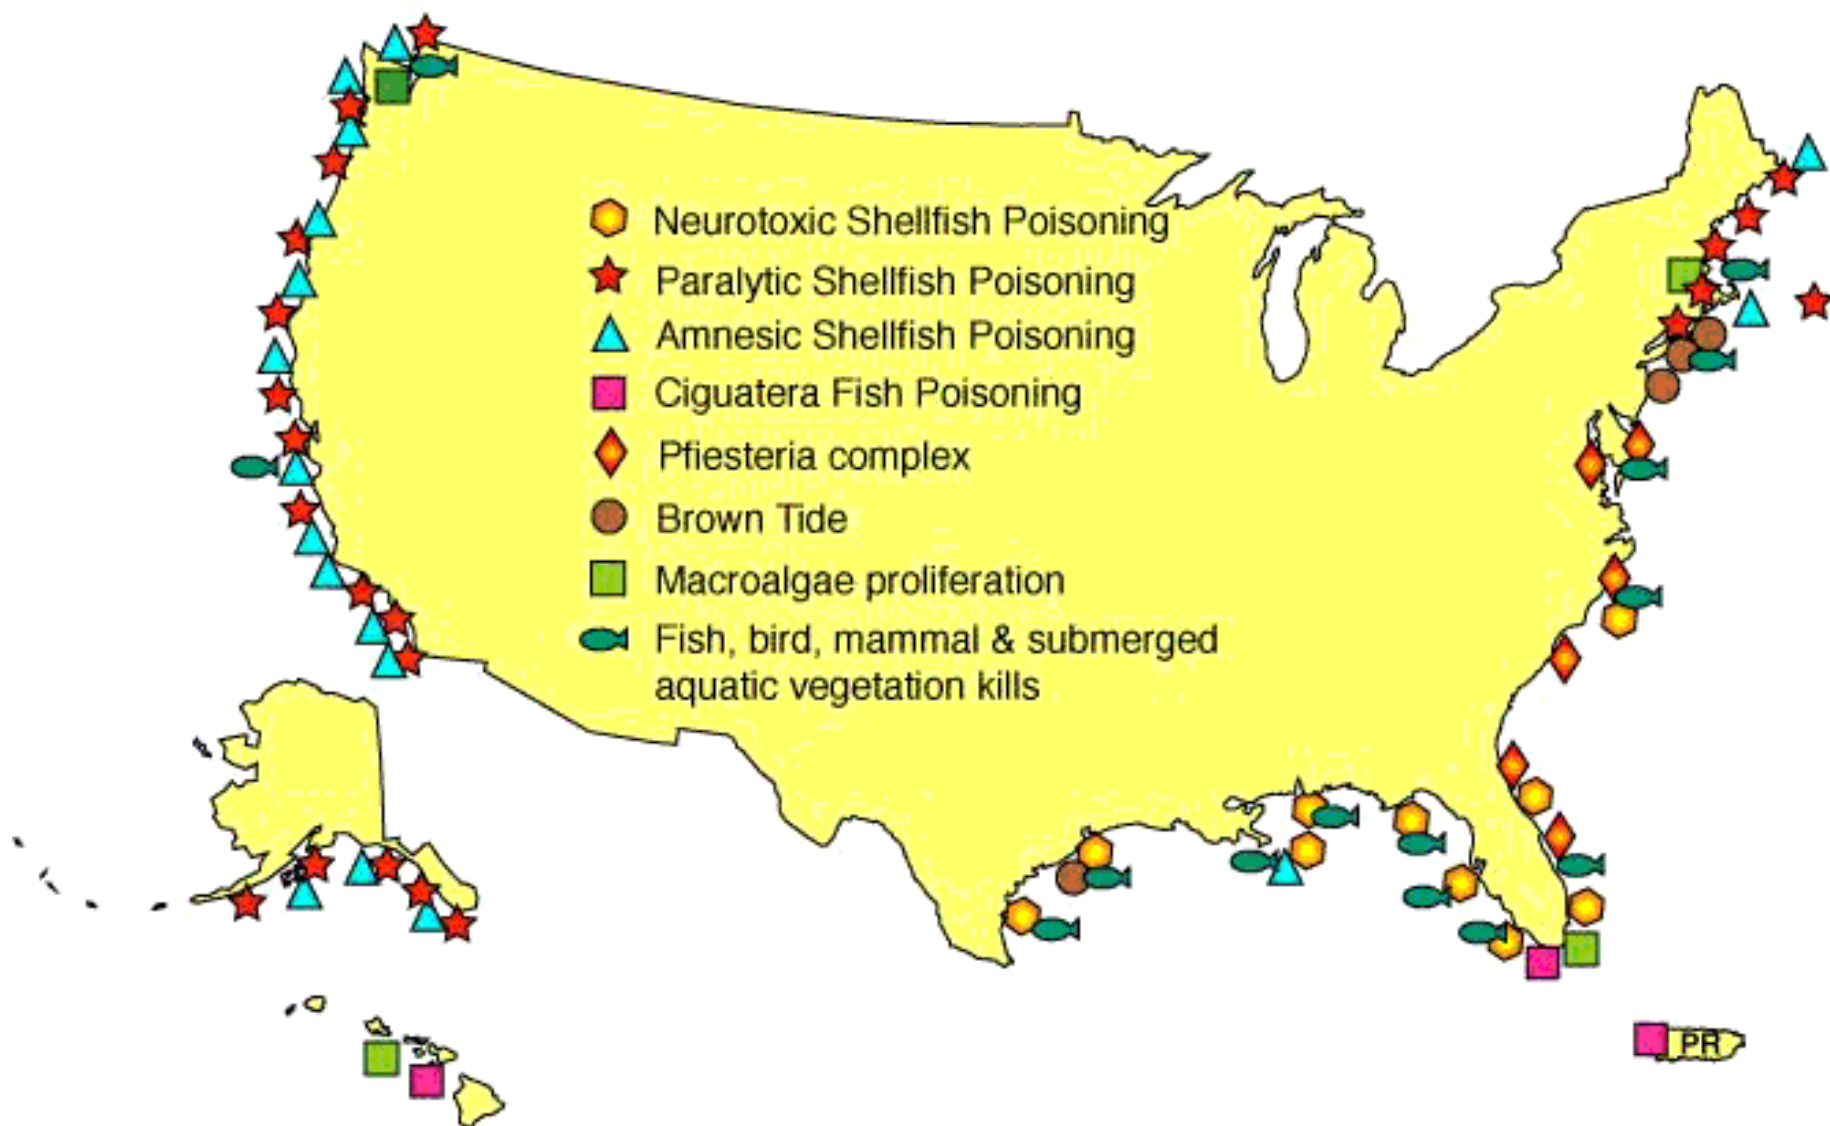 Neurotoxic Shellfish Poisoning
Paralytic Shellfish Poisoning
Amnesic Shellfish Poisoning
Ciguatera Fish Poisoning
Pfiesteria complex
Brown Tide
Macroalgae proliferation
Fish, bird, mammal & submerged
aquatic vegetation kills
PR